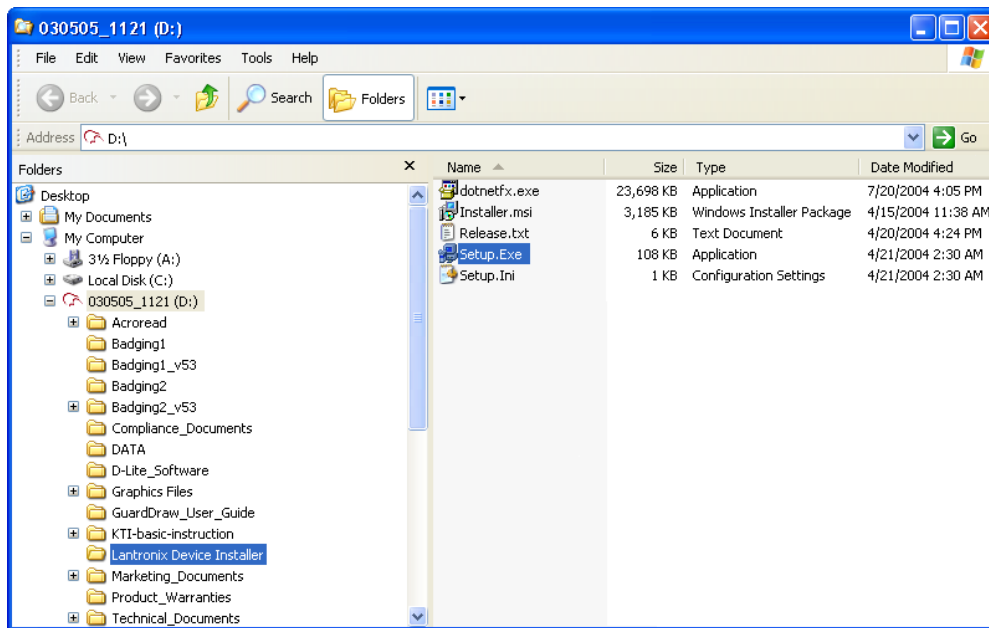 030505_1121 (D:)
File Edit View Favorites Tools Help
Back Search Folders
Address D:\ Go
Folders
Desktop
My Documents
My Computer
3½ Floppy (A:)
Local Disk (C:)
030505_1121 (D:)
Acroread
Badging1
Badging1_v53
Badging2
Badging2_v53
Compliance_Documents
DATA
D-Lite_Software
Graphics Files
GuardDraw_User_Guide
KTI-basic-instruction
Lantronix Device Installer
Marketing_Documents
Product_Warranties
Technical_Documents
Name Size Type Date Modified
dotnetfx.exe 23,698 KB Application 7/20/2004 4:05 PM
Installer.msi 3,185 KB Windows Installer Package 4/15/2004 11:38 AM
Release.txt 6 KB Text Document 4/20/2004 4:24 PM
Setup.Exe 108 KB Application 4/21/2004 2:30 AM
Setup.Ini 1 KB Configuration Settings 4/21/2004 2:30 AM